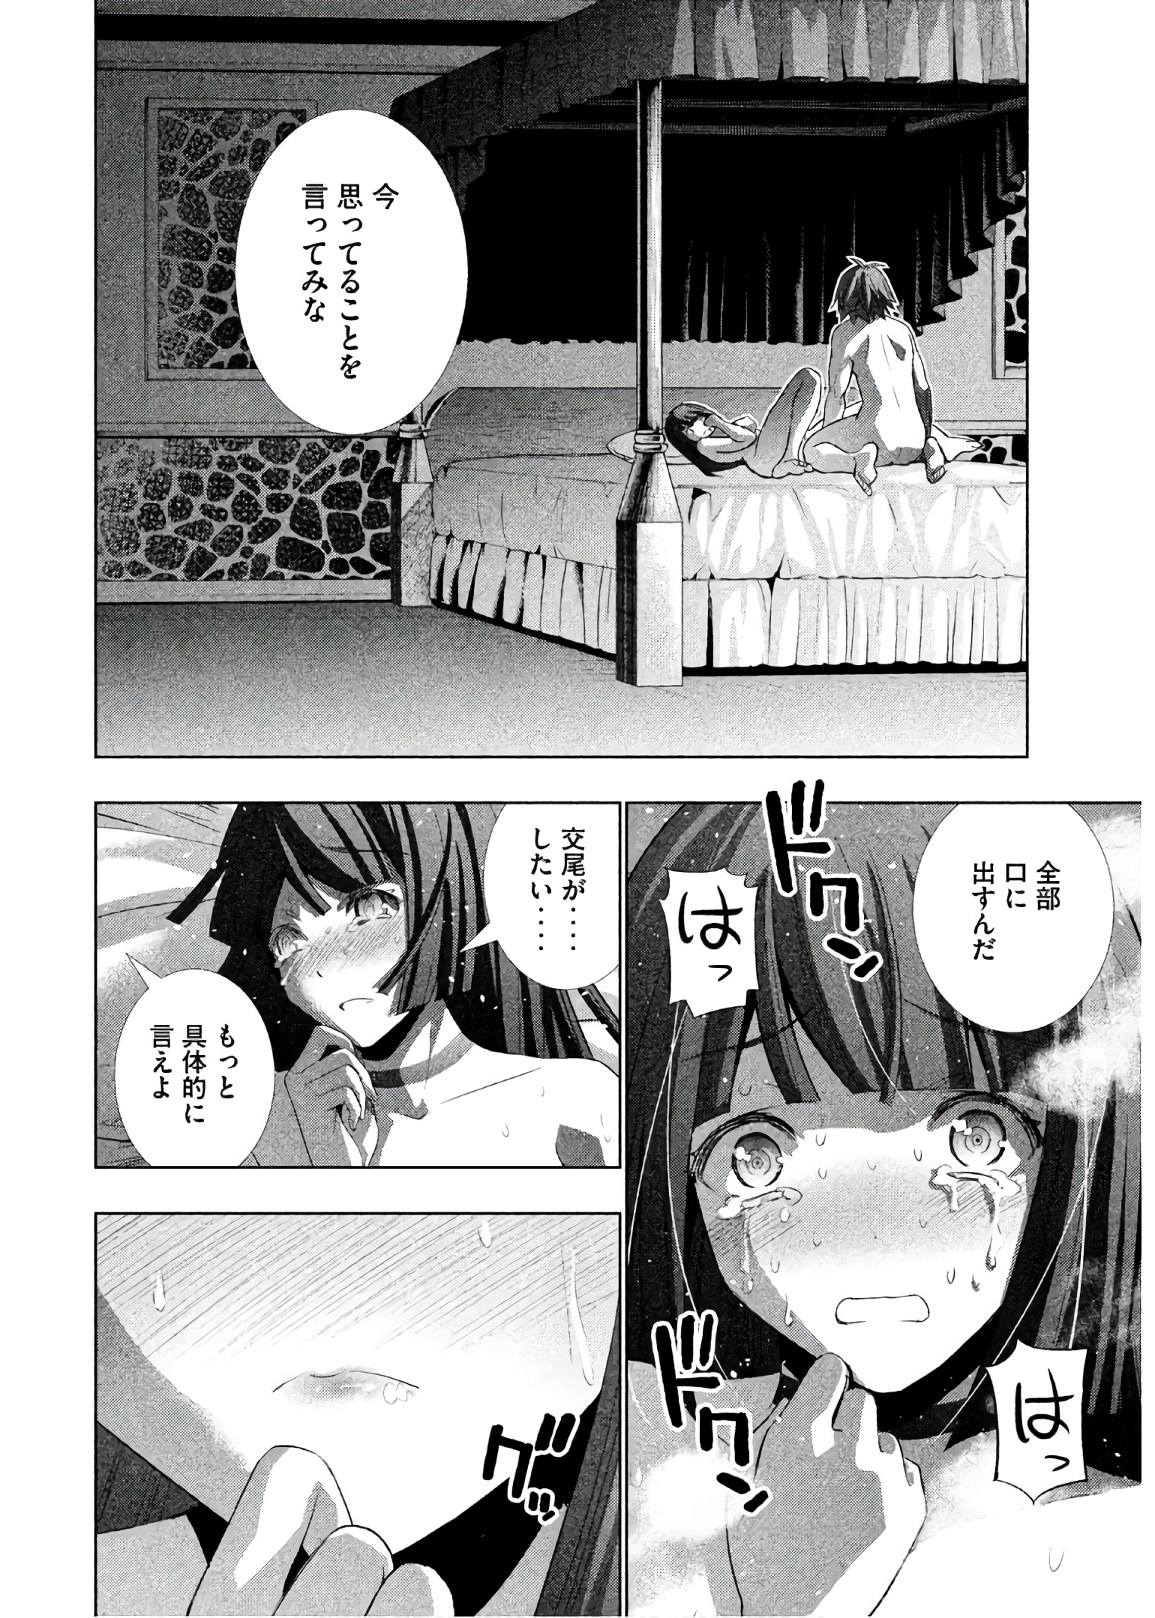 今
思ってることを
言ってみな
全部
口に
出すんだ
ドクン
はっ
ドクン
はっ
交尾が‥‥
したい‥‥
もっと
具体的に
言えよ
グッ